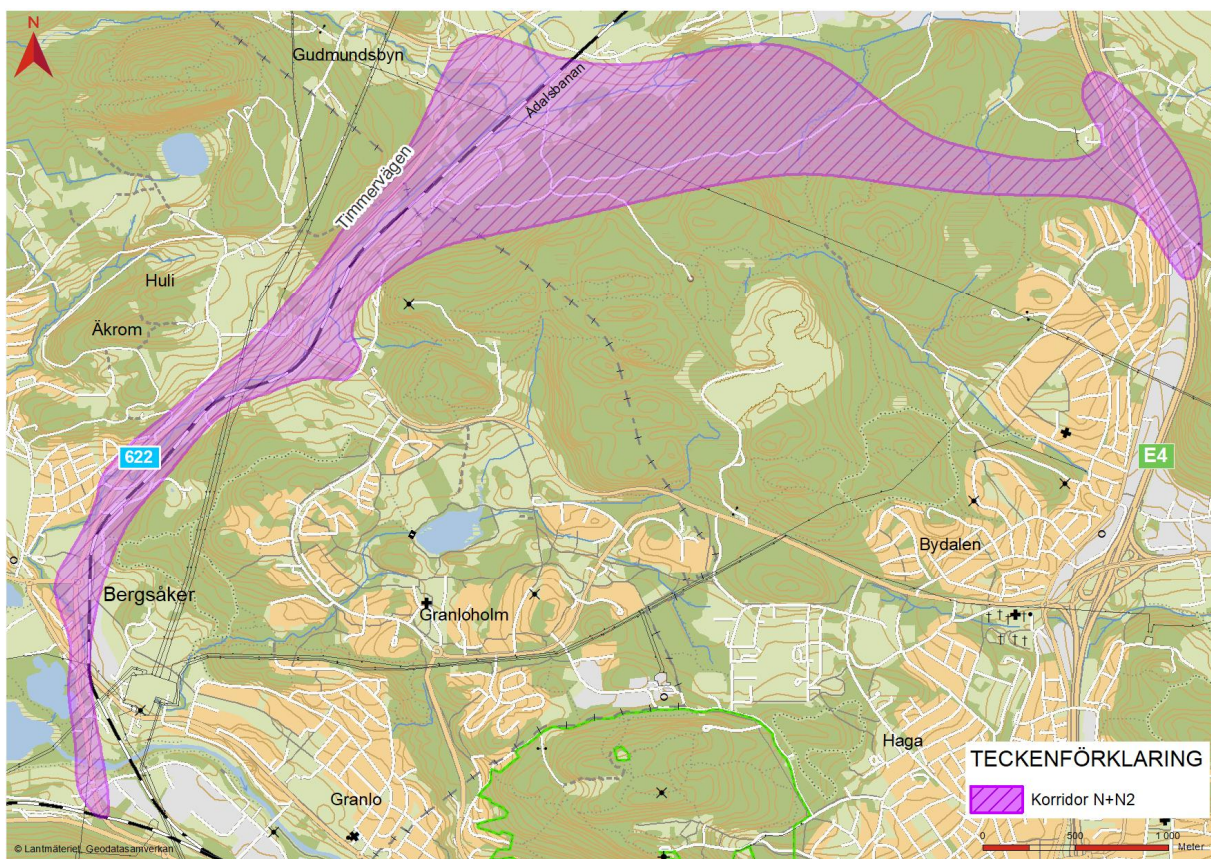 N
Gudmundsbyn
Ådalsbanan
Timmervägen
Huli
Äkrom
622
E4
Bydalen
Bergsåker
Granloholm
Haga
TECKENFÖRKLARING
Korridor N+N2
Granlo
0 500 1 000
Meter
© Lantmäteriet, Geodatasamverkan